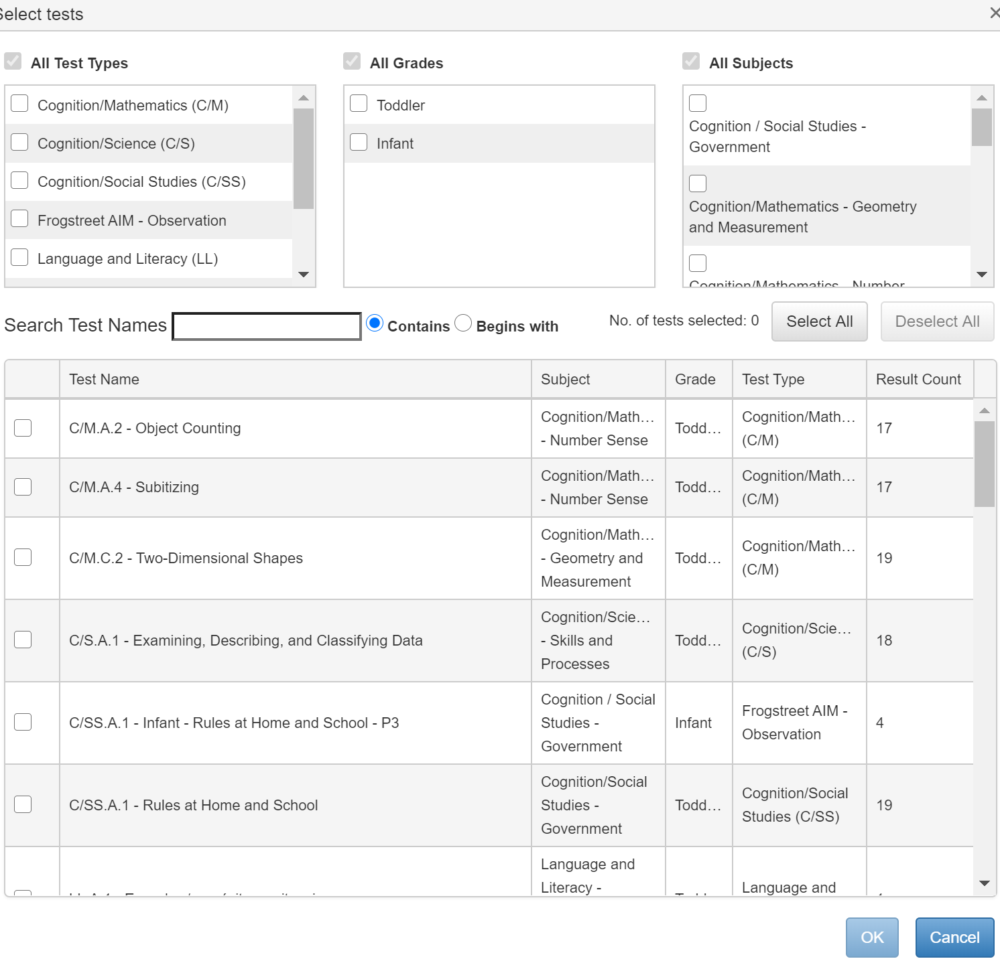 Select tests
All Test Types
Cognition/Mathematics (C/M)
Cognition/Science (C/S)
Cognition/Social Studies (C/SS)
Frogstreet AIM - Observation
Language and Literacy (LL)
All Grades
Toddler
Infant
All Subjects
Cognition / Social Studies -
Government
Cognition/Mathematics - Geometry
and Measurement
Cognition/Mathematics - Number
Search Test Names
Contains
Begins with
No. of tests selected: 0
Select All
Deselect All
Test Name
Subject
Grade
Test Type
Result Count
C/M.A.2 - Object Counting
Cognition/Math…
- Number Sense
Todd…
Cognition/Math…
(C/M)
17
C/M.A.4 - Subitizing
Cognition/Math…
- Number Sense
Todd…
Cognition/Math…
(C/M)
17
C/M.C.2 - Two-Dimensional Shapes
Cognition/Math…
- Geometry and
Measurement
Todd…
Cognition/Math…
(C/M)
19
C/S.A.1 - Examining, Describing, and Classifying Data
Cognition/Scie…
- Skills and
Processes
Todd…
Cognition/Scie…
(C/S)
18
C/SS.A.1 - Infant - Rules at Home and School - P3
Cognition / Social
Studies -
Government
Infant
Frogstreet AIM -
Observation
4
C/SS.A.1 - Rules at Home and School
Cognition/Social
Studies -
Government
Todd…
Cognition/Social
Studies (C/SS)
19
Language and
Literacy -
Language and
OK
Cancel